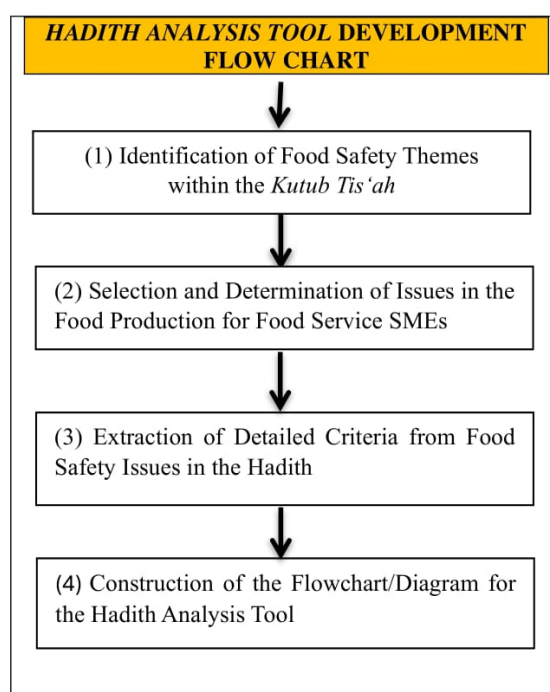 HADITH ANALYSIS TOOL DEVELOPMENT
FLOW CHART
(1) Identification of Food Safety Themes
within the Kutub Tis‘ah
(2) Selection and Determination of Issues in the
Food Production for Food Service SMEs
(3) Extraction of Detailed Criteria from Food
Safety Issues in the Hadith
(4) Construction of the Flowchart/Diagram for
the Hadith Analysis Tool